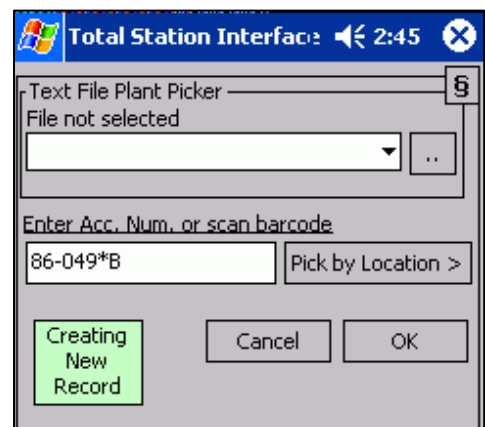 Total Station Interface 2:45
§
Text File Plant Picker
File not selected
..
Enter Acc. Num. or scan barcode
86-049*B
Pick by Location >
Creating
New
Record
Cancel
OK